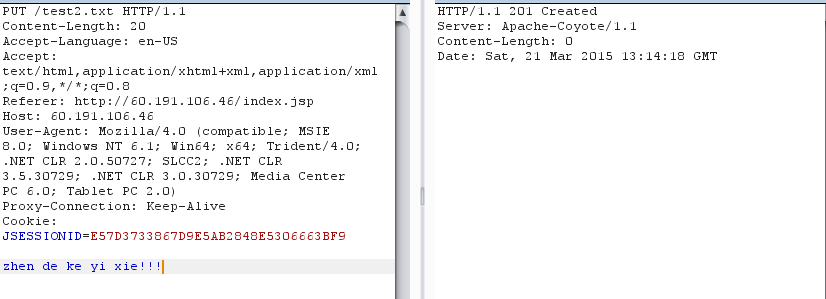 PUT /test2.txt HTTP/1.1
Content-Length: 20
Accept-Language: en-US
Accept:
text/html,application/xhtml+xml,application/xml
;q=0.9,*/*;q=0.8
Referer: http://60.191.106.46/index.jsp
Host: 60.191.106.46
User-Agent: Mozilla/4.0 (compatible; MSIE
8.0; Windows NT 6.1; Win64; x64; Trident/4.0;
.NET CLR 2.0.50727; SLCC2; .NET CLR
3.5.30729; .NET CLR 3.0.30729; Media Center
PC 6.0; Tablet PC 2.0)
Proxy-Connection: Keep-Alive
Cookie:
JSESSIONID=E57D3733867D9E5AB2848E5306663BF9
zhen de ke yi xie!!!
HTTP/1.1 201 Created
Server: Apache-Coyote/1.1
Content-Length: 0
Date: Sat, 21 Mar 2015 13:14:18 GMT